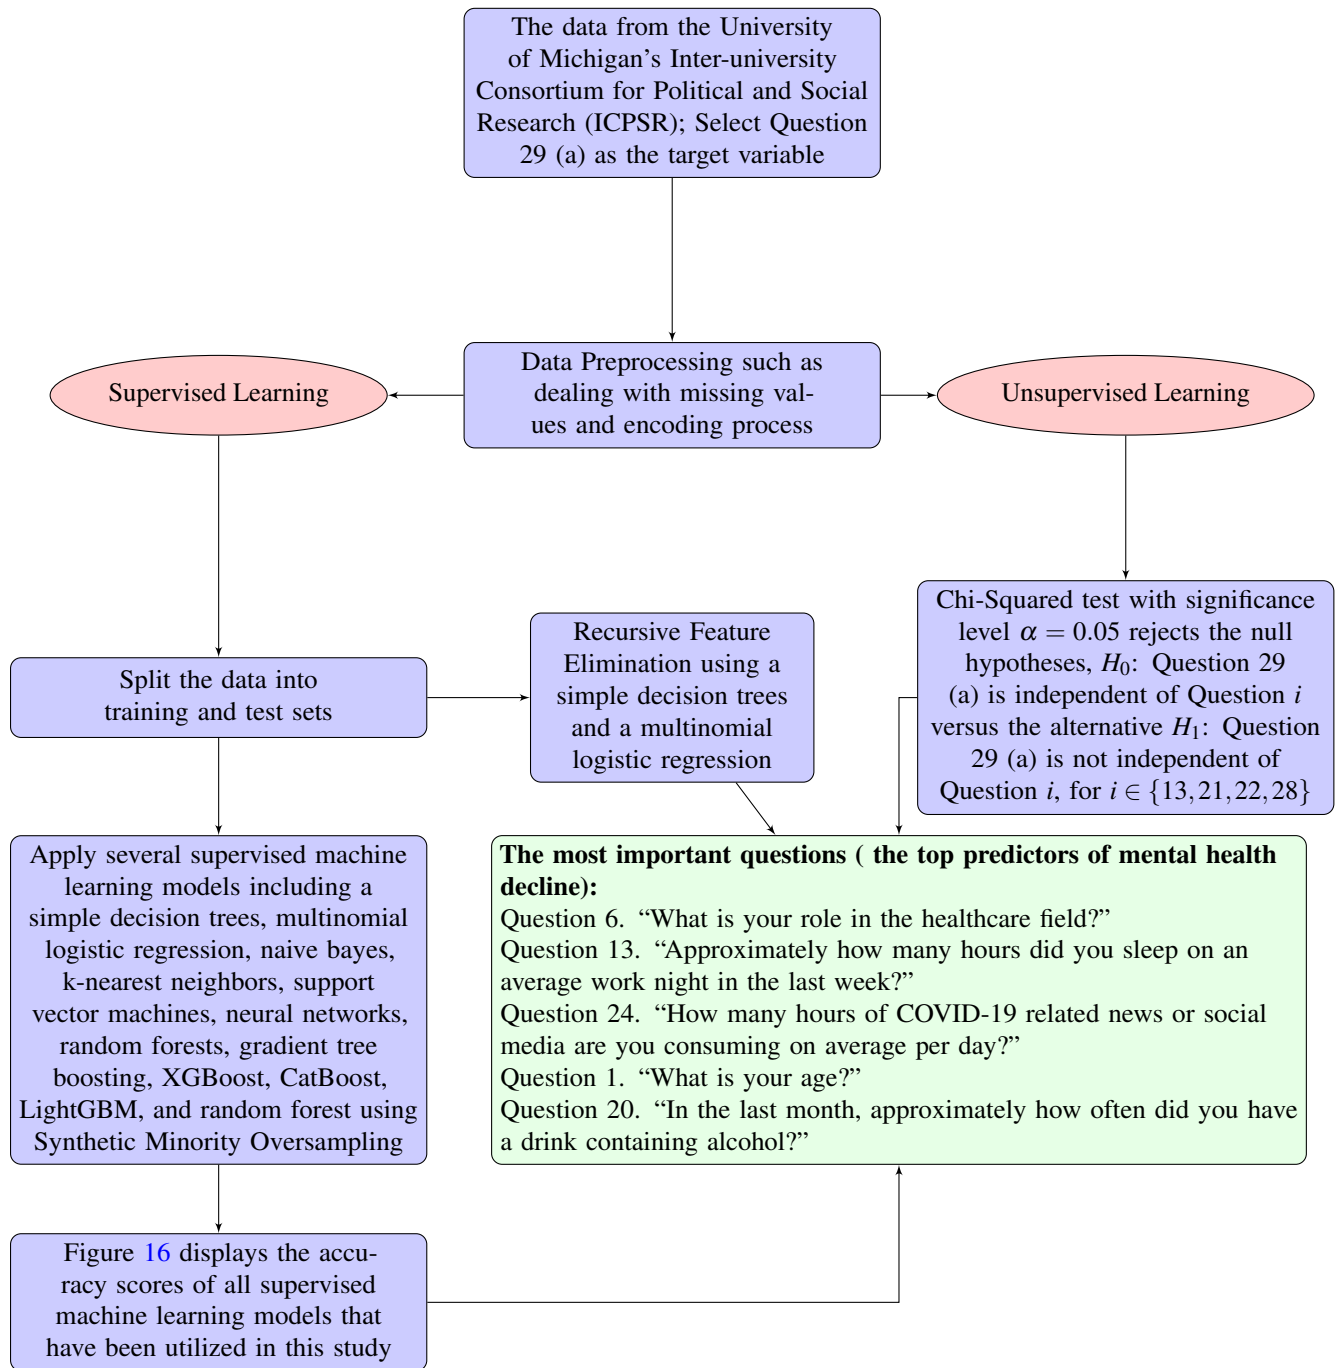 The data from the University
of Michigan's Inter-university
Consortium for Political and Social
Research (ICPSR); Select Question
29 (a) as the target variable
Supervised Learning
Data Preprocessing such as
dealing with missing val-
ues and encoding process
Unsupervised Learning
Split the data into
training and test sets
Recursive Feature
Elimination using a
simple decision trees
and a multinomial
logistic regression
Chi-Squared test with significance
level α = 0.05 rejects the null
hypotheses, H₀: Question 29
(a) is independent of Question i
versus the alternative H₁: Question
29 (a) is not independent of
Question i, for i ∈ {13,21,22,28}
Apply several supervised machine
learning models including a
simple decision trees, multinomial
logistic regression, naive bayes,
k-nearest neighbors, support
vector machines, neural networks,
random forests, gradient tree
boosting, XGBoost, CatBoost,
LightGBM, and random forest using
Synthetic Minority Oversampling
The most important questions ( the top predictors of mental health
decline):
Question 6. “What is your role in the healthcare field?”
Question 13. “Approximately how many hours did you sleep on an
average work night in the last week?”
Question 24. “How many hours of COVID-19 related news or social
media are you consuming on average per day?”
Question 1. “What is your age?”
Question 20. “In the last month, approximately how often did you have
a drink containing alcohol?”
Figure 16 displays the accu-
racy scores of all supervised
machine learning models that
have been utilized in this study